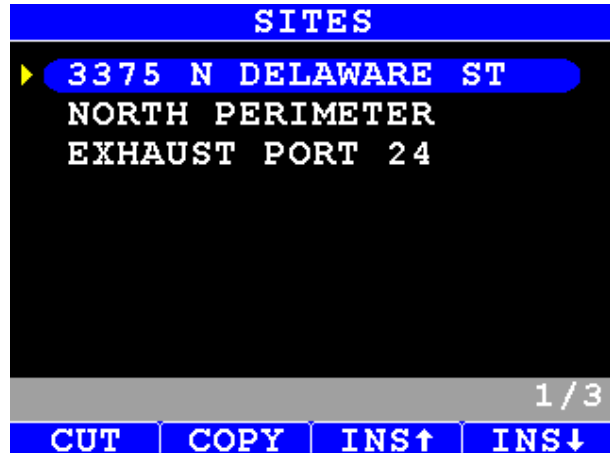 SITES
3375 N DELAWARE ST
NORTH PERIMETER
EXHAUST PORT 24
1/3
CUT COPY INS↑ INS↓